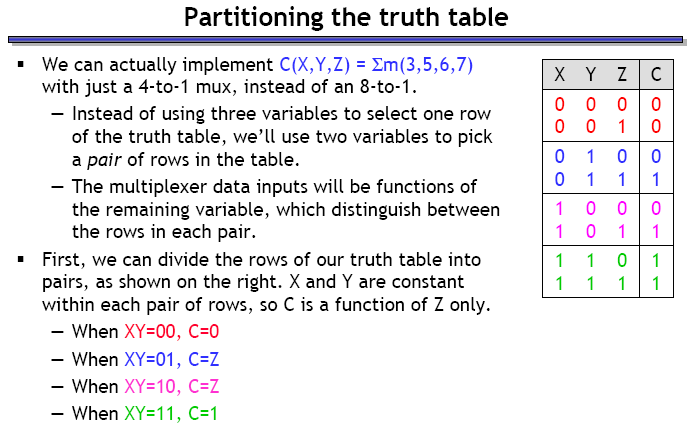 Partitioning the truth table
▪ We can actually implement C(X,Y,Z) = Σm(3,5,6,7)
with just a 4-to-1 mux, instead of an 8-to-1.
— Instead of using three variables to select one row
of the truth table, we’ll use two variables to pick
a pair of rows in the table.
— The multiplexer data inputs will be functions of
the remaining variable, which distinguish between
the rows in each pair.
▪ First, we can divide the rows of our truth table into
pairs, as shown on the right. X and Y are constant
within each pair of rows, so C is a function of Z only.
— When XY=00, C=0
— When XY=01, C=Z
— When XY=10, C=Z
— When XY=11, C=1
X Y Z C
0 0 0 0
0 0 1 0
0 1 0 0
0 1 1 1
1 0 0 0
1 0 1 1
1 1 0 1
1 1 1 1